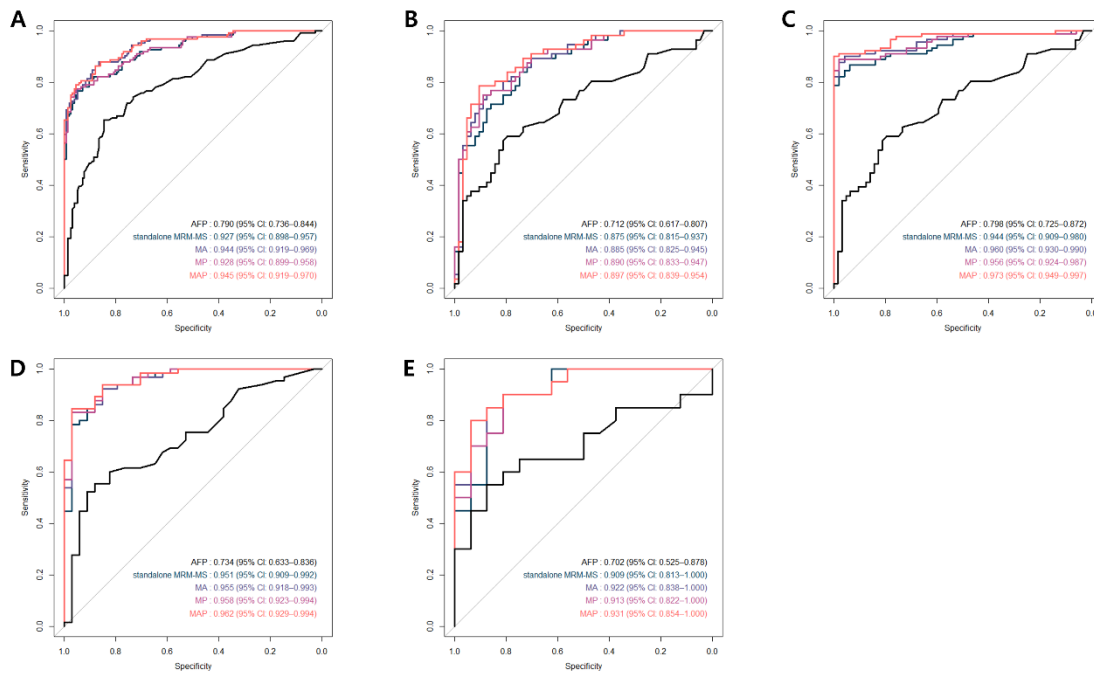 A
1.0
0.8
0.6
0.4
0.2
0.0
Sensitivity
AFP : 0.790 (95% CI: 0.736–0.844)
standalone MRM-MS : 0.927 (95% CI: 0.898–0.957)
MA : 0.944 (95% CI: 0.919–0.969)
MP : 0.928 (95% CI: 0.899–0.958)
MAP : 0.945 (95% CI: 0.919–0.970)
1.0 0.8 0.6 0.4 0.2 0.0
Specificity
B
1.0
0.8
0.6
0.4
0.2
0.0
Sensitivity
AFP : 0.712 (95% CI: 0.617–0.807)
standalone MRM-MS : 0.875 (95% CI: 0.815–0.937)
MA : 0.885 (95% CI: 0.825–0.945)
MP : 0.890 (95% CI: 0.833–0.947)
MAP : 0.897 (95% CI: 0.839–0.954)
1.0 0.8 0.6 0.4 0.2 0.0
Specificity
C
1.0
0.8
0.6
0.4
0.2
0.0
Sensitivity
AFP : 0.798 (95% CI: 0.725–0.872)
standalone MRM-MS : 0.944 (95% CI: 0.909–0.980)
MA : 0.960 (95% CI: 0.930–0.990)
MP : 0.956 (95% CI: 0.924–0.987)
MAP : 0.973 (95% CI: 0.949–0.997)
1.0 0.8 0.6 0.4 0.2 0.0
Specificity
D
1.0
0.8
0.6
0.4
0.2
0.0
Sensitivity
AFP : 0.734 (95% CI: 0.633–0.836)
standalone MRM-MS : 0.951 (95% CI: 0.909–0.992)
MA : 0.955 (95% CI: 0.918–0.993)
MP : 0.958 (95% CI: 0.923–0.994)
MAP : 0.962 (95% CI: 0.929–0.994)
1.0 0.8 0.6 0.4 0.2 0.0
Specificity
E
1.0
0.8
0.6
0.4
0.2
0.0
Sensitivity
AFP : 0.702 (95% CI: 0.525–0.878)
standalone MRM-MS : 0.909 (95% CI: 0.813–1.000)
MA : 0.922 (95% CI: 0.838–1.000)
MP : 0.913 (95% CI: 0.822–1.000)
MAP : 0.931 (95% CI: 0.854–1.000)
1.0 0.8 0.6 0.4 0.2 0.0
Specificity